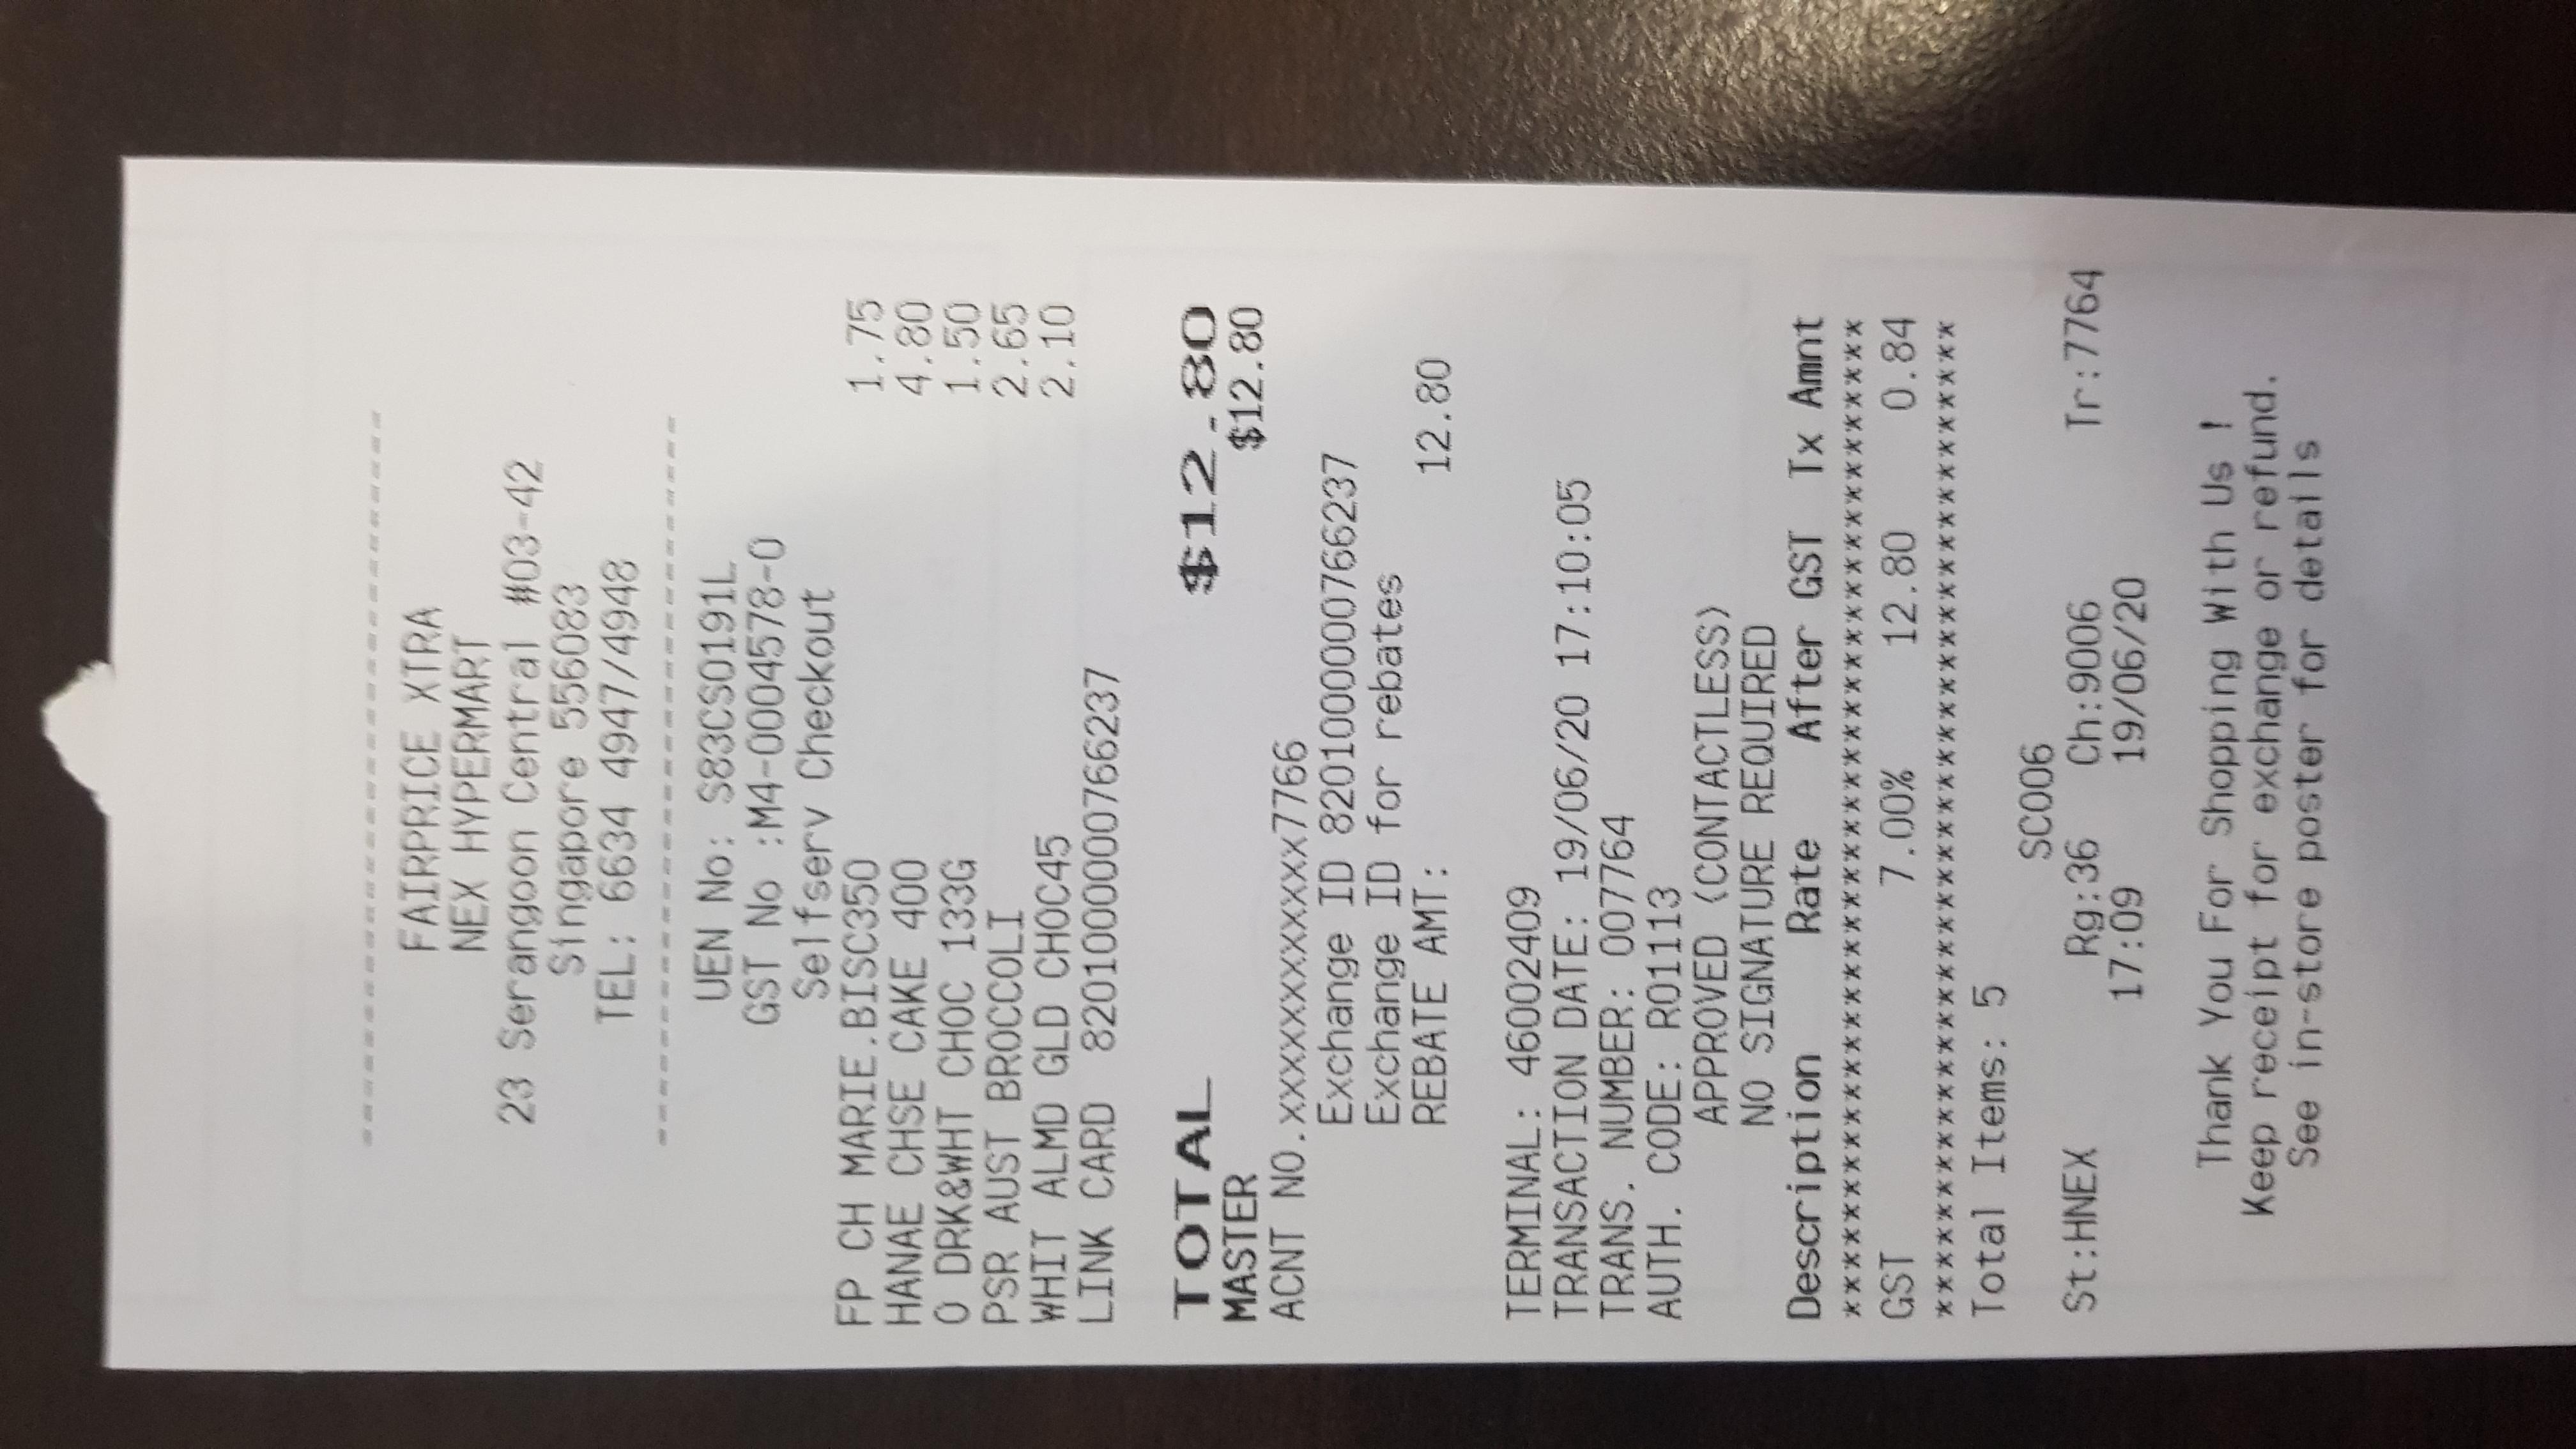 ------------------------
FAIRPRICE XTRA
NEX HYPERMART
23 Serangoon Central #03-42
Singapore 556083
TEL: 6634 4947/4948
------------------------
UEN No: S83CS0191L
GST No :M4-0004578-0
Selfserv Checkout
FP CH MARIE.BISC350 1.75
HANAE CHSE CAKE 400 4.80
O DRK&WHT CHOC 133G 1.50
PSR AUST BROCCOLI 2.65
WHIT ALMD GLD CHOC45 2.10
LINK CARD 8201000000766237
TOTAL $12.80
MASTER $12.80
ACNT NO.xxxxxxxxxxxx7766
Exchange ID 8201000000766237
Exchange ID for rebates
REBATE AMT: 12.80
TERMINAL: 46002409
TRANSACTION DATE: 19/06/20 17:10:05
TRANS. NUMBER: 007764
AUTH. CODE: R01113
APPROVED (CONTACTLESS)
NO SIGNATURE REQUIRED
Description Rate After GST Tx Amnt
****************************************
GST 7.00% 12.80 0.84
****************************************
Total Items: 5
SCO06
St:HNEX Rg:36 Ch:9006 Tr:7764
17:09 19/06/20
Thank You For Shopping With Us !
Keep receipt for exchange or refund.
See in-store poster for details